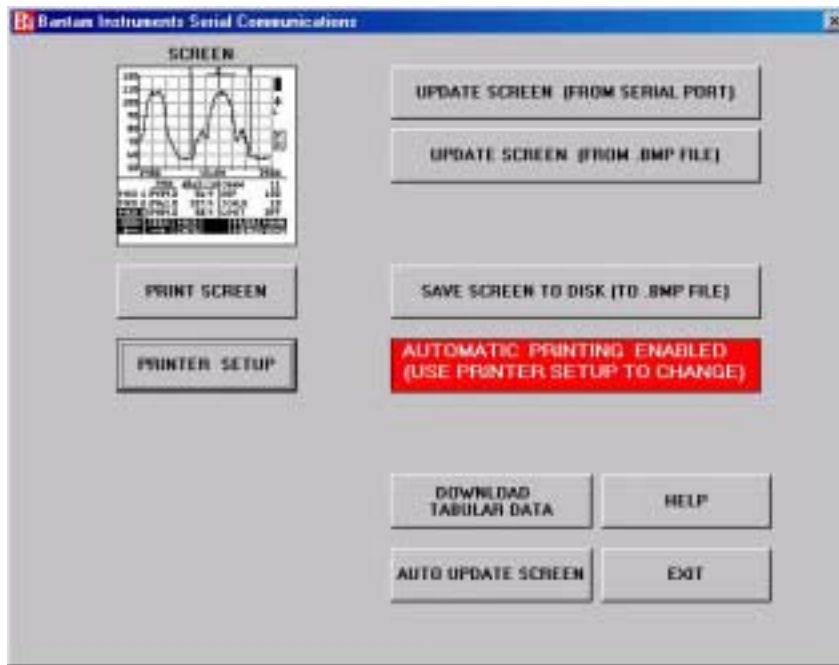 Bantam Instruments Serial Communications
SCREEN
UPDATE SCREEN (FROM SERIAL PORT)
UPDATE SCREEN (FROM .BMP FILE)
PRINT SCREEN
SAVE SCREEN TO DISK (TO .BMP FILE)
PRINTER SETUP
AUTOMATIC PRINTING ENABLED
(USE PRINTER SETUP TO CHANGE)
DOWNLOAD
TABULAR DATA
HELP
AUTO UPDATE SCREEN
EXIT